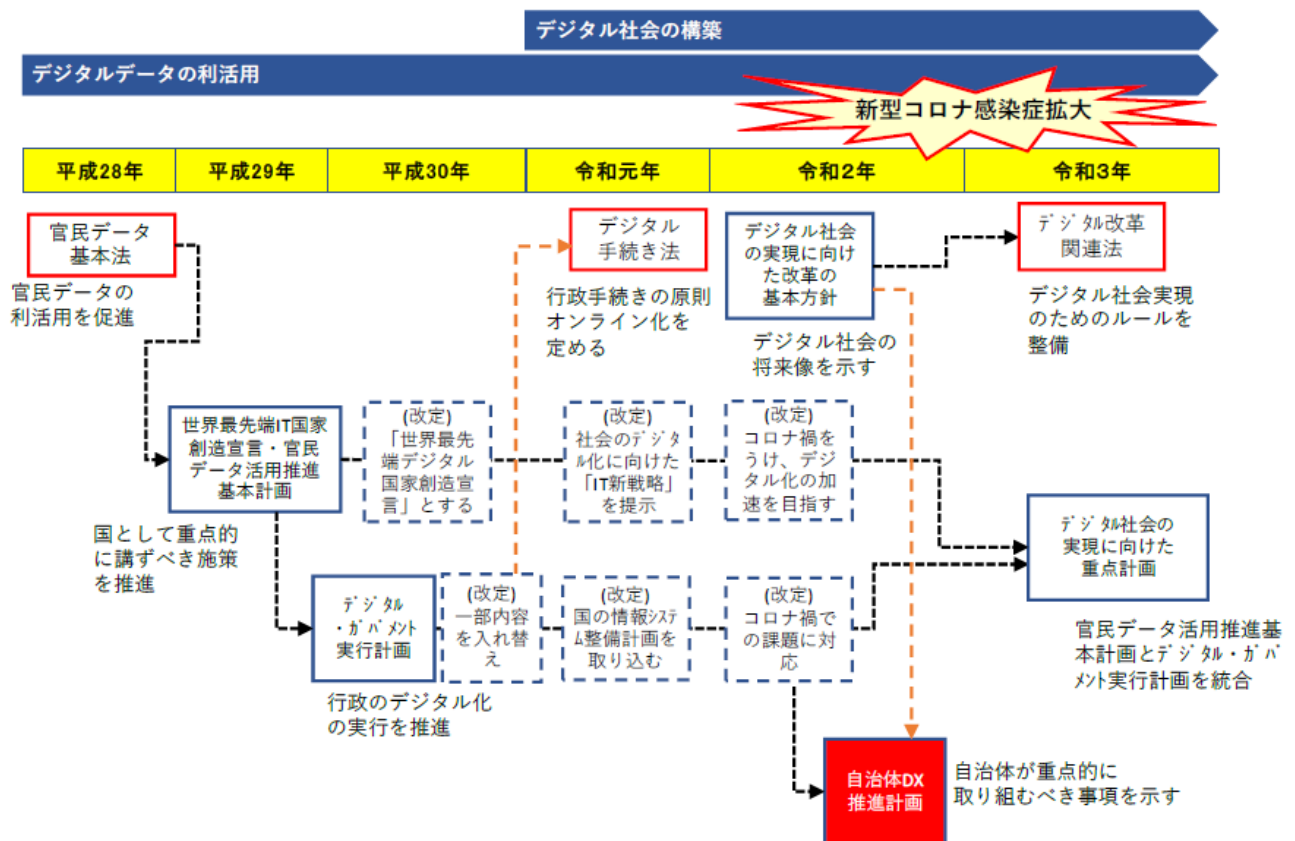 デジタル社会の構築
デジタルデータの利活用
新型コロナ感染症拡大
平成28年
平成29年
平成30年
令和元年
令和2年
令和3年
官民データ
基本法
官民データの
利活用を促進
デジタル
手続き法
行政手続きの原則
オンライン化を
定める
デジタル社会
の実現に向け
た改革の
基本方針
デジタル社会の
将来像を示す
デジタル改革
関連法
デジタル社会実現
のためのルールを
整備
世界最先端IT国家
創造宣言・官民
データ活用推進
基本計画
国として重点的
に講ずべき施策
を推進
(改定)
「世界最先
端デジタル
国家創造宣
言」とする
(改定)
社会のデジタ
ル化に向けた
「IT新戦略」
を提示
(改定)
コロナ禍を
うけ、デジ
タル化の加
速を目指す
デジタル社会の
実現に向けた
重点計画
官民データ活用推進基
本計画とデジタル・ガバ
メント実行計画を統合
デジタル
・ガバメント
実行計画
行政のデジタル化
の実行を推進
(改定)
一部内容
を入れ替
え
(改定)
国の情報システ
ム整備計画を
取り込む
(改定)
コロナ禍で
の課題に対
応
自治体DX
推進計画
自治体が重点的に
取り組むべき事項を示す